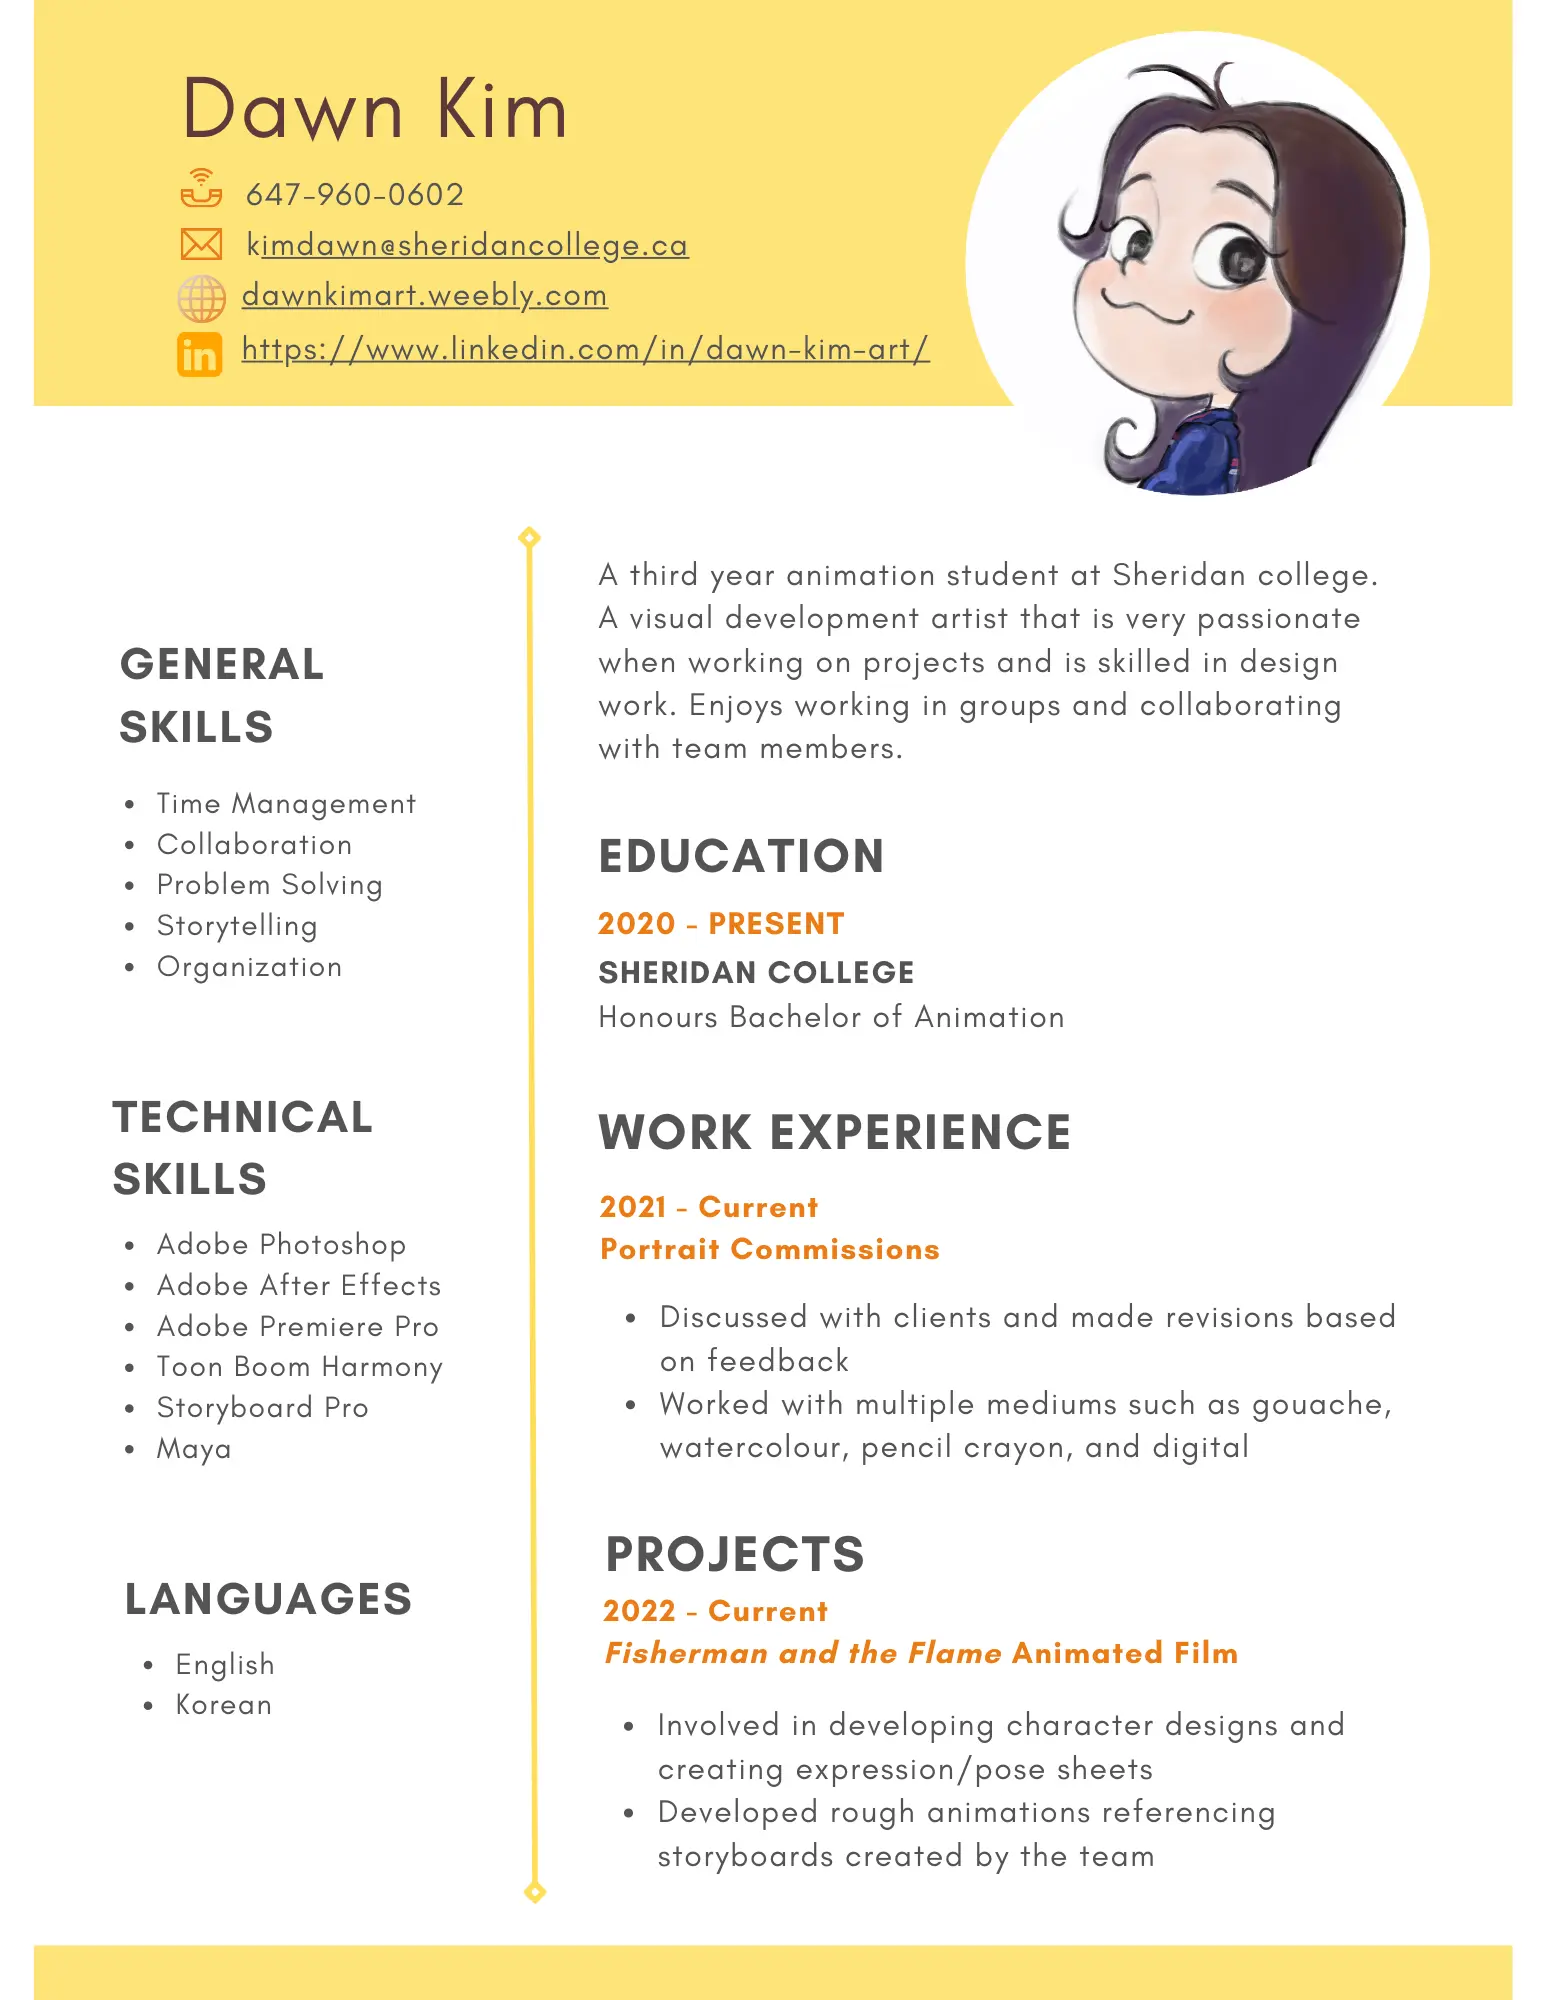 Dawn Kim
647-960-0602
kimdawn@sheridancollege.ca
dawnkimart.weebly.com
in https://www.linkedin.com/in/dawn-kim-art/
GENERAL
SKILLS
• Time Management
• Collaboration
• Problem Solving
• Storytelling
• Organization
TECHNICAL
SKILLS
• Adobe Photoshop
• Adobe After Effects
• Adobe Premiere Pro
• Toon Boom Harmony
• Storyboard Pro
• Maya
LANGUAGES
• English
• Korean
A third year animation student at Sheridan college.
A visual development artist that is very passionate
when working on projects and is skilled in design
work. Enjoys working in groups and collaborating
with team members.
EDUCATION
2020 - PRESENT
SHERIDAN COLLEGE
Honours Bachelor of Animation
WORK EXPERIENCE
2021 - Current
Portrait Commissions
• Discussed with clients and made revisions based
on feedback
• Worked with multiple mediums such as gouache,
watercolour, pencil crayon, and digital
PROJECTS
2022 - Current
Fisherman and the Flame Animated Film
• Involved in developing character designs and
creating expression/pose sheets
• Developed rough animations referencing
storyboards created by the team